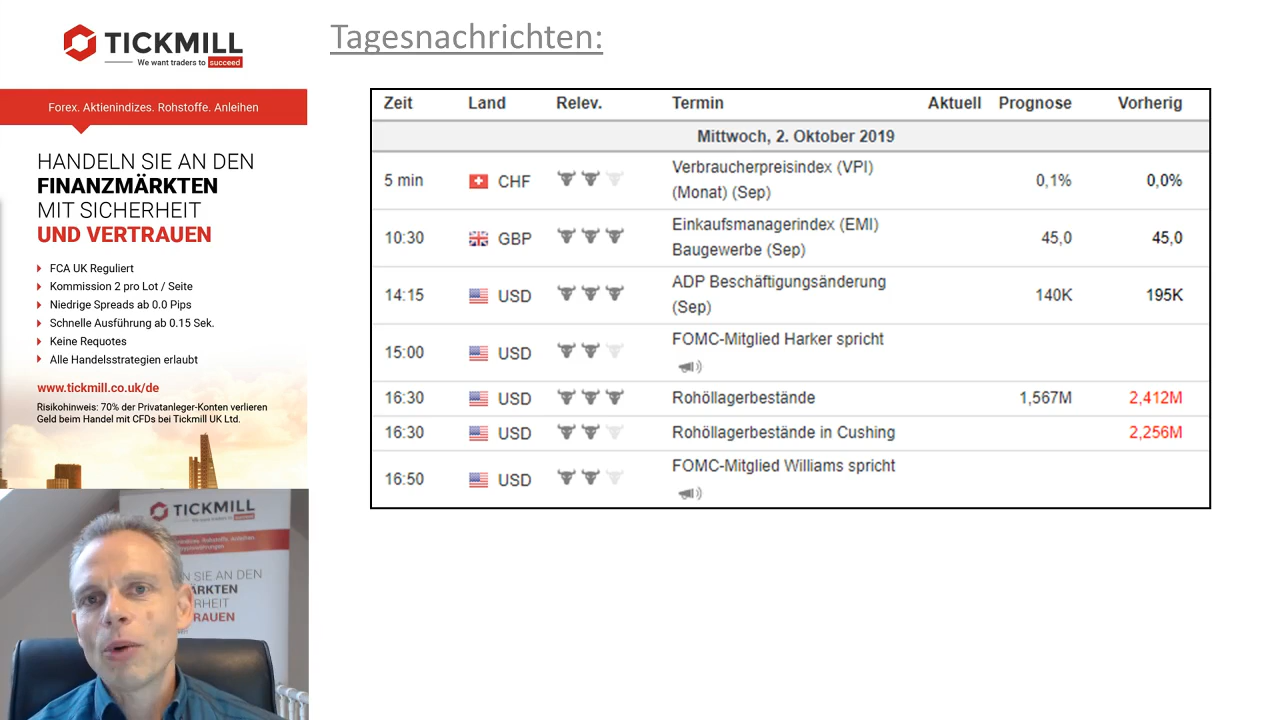 TICKMILL
We want traders to succeed
Forex. Aktienindizes. Rohstoffe. Anleihen
HANDELN SIE AN DEN
FINANZMÄRKTEN
MIT SICHERHEIT
UND VERTRAUEN
FCA UK Reguliert
Kommission 2 pro Lot / Seite
Niedrige Spreads ab 0.0 Pips
Schnelle Ausführung ab 0.15 Sek.
Keine Requotes
Alle Handelsstrategien erlaubt
www.tickmill.co.uk/de
Risikohinweis: 70% der Privatanleger-Konten verlieren
Geld beim Handel mit CFDs bei Tickmill UK Ltd.
Tagesnachrichten:
Zeit Land Relev. Termin Aktuell Prognose Vorherig
Mittwoch, 2. Oktober 2019
5 min CHF Verbraucherpreisindex (VPI)
(Monat) (Sep) 0,1% 0,0%
10:30 GBP Einkaufsmanagerindex (EMI)
Baugewerbe (Sep) 45,0 45,0
14:15 USD ADP Beschäftigungsänderung
(Sep) 140K 195K
15:00 USD FOMC-Mitglied Harker spricht
16:30 USD Rohöllagerbestände 1,567M 2,412M
16:30 USD Rohöllagerbestände in Cushing 2,256M
16:50 USD FOMC-Mitglied Williams spricht
TICKMILL
N SIE AN DEN
ÄRKTEN
RHEIT
RAUEN